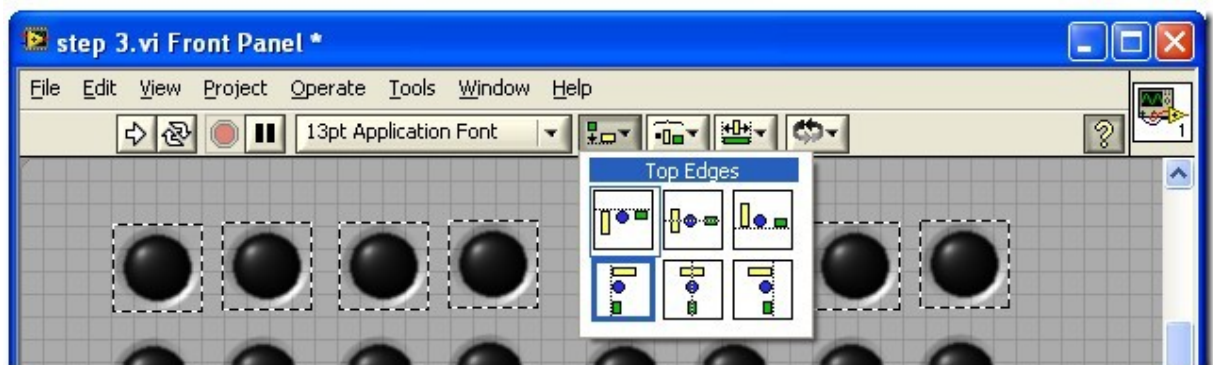 step 3.vi Front Panel *
File Edit View Project Operate Tools Window Help
13pt Application Font
?
1
Top Edges